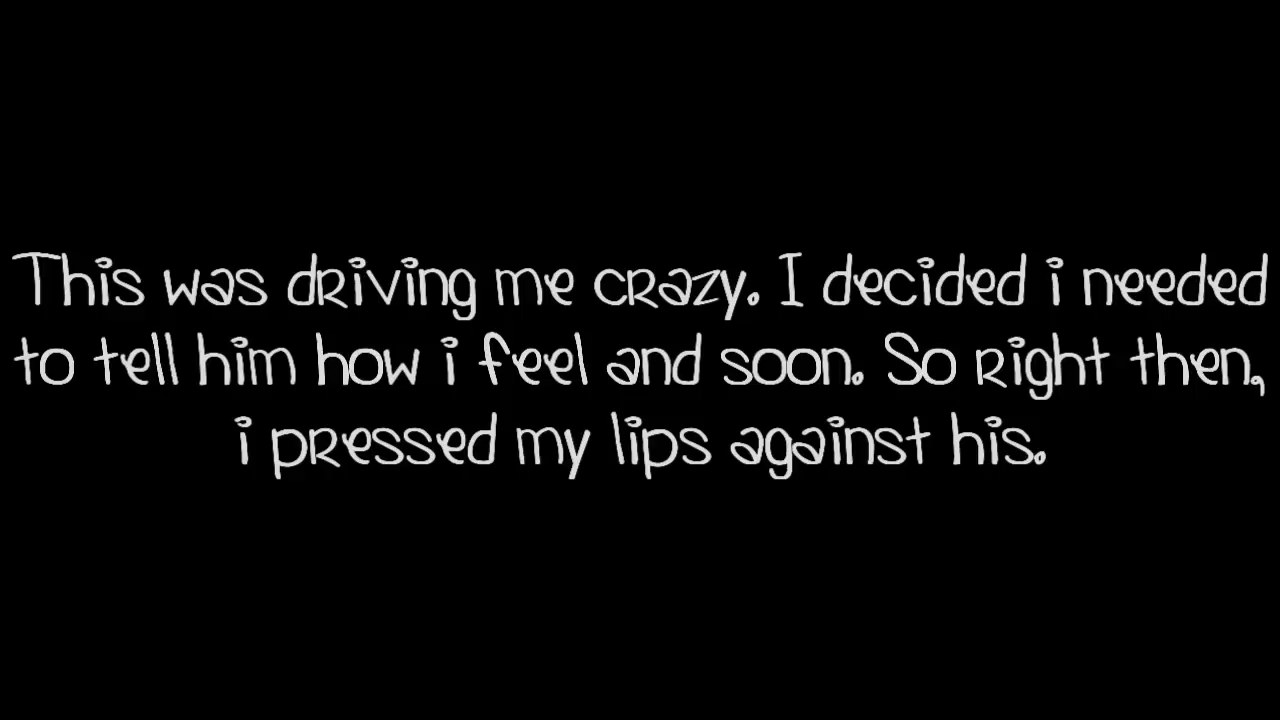 This was driving me crazy. I decided i needed
to tell him how i feel and soon. So right then,
i pressed my lips against his.